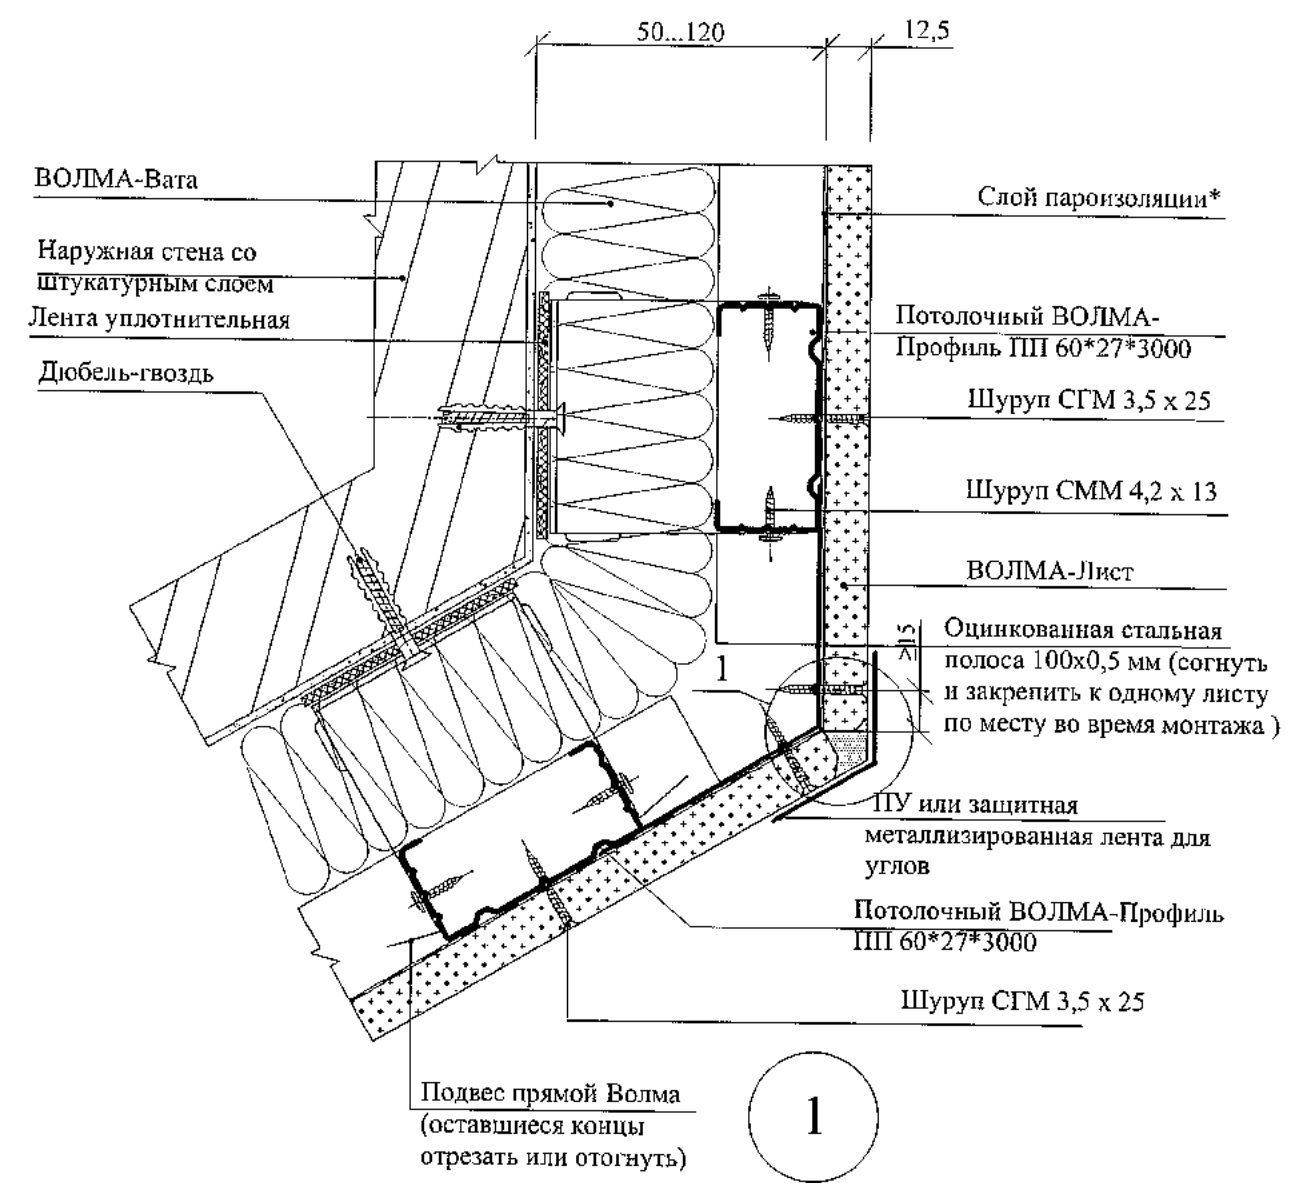 50...120
12,5
ВОЛМА-Вата
Наружная стена со
штукатурным слоем
Лента уплотнительная
Дюбель-гвоздь
Слой пароизоляции*
Потолочный ВОЛМА-
Профиль ПП 60*27*3000
Шуруп СГМ 3,5 х 25
Шуруп СММ 4,2 х 13
ВОЛМА-Лист
≥15
Оцинкованная стальная
полоса 100х0,5 мм (согнуть
и закрепить к одному листу
по месту во время монтажа )
1
ПУ или защитная
металлизированная лента для
углов
Потолочный ВОЛМА-Профиль
ПП 60*27*3000
Шуруп СГМ 3,5 х 25
Подвес прямой Волма
(оставшиеся концы
отрезать или отогнуть)
1